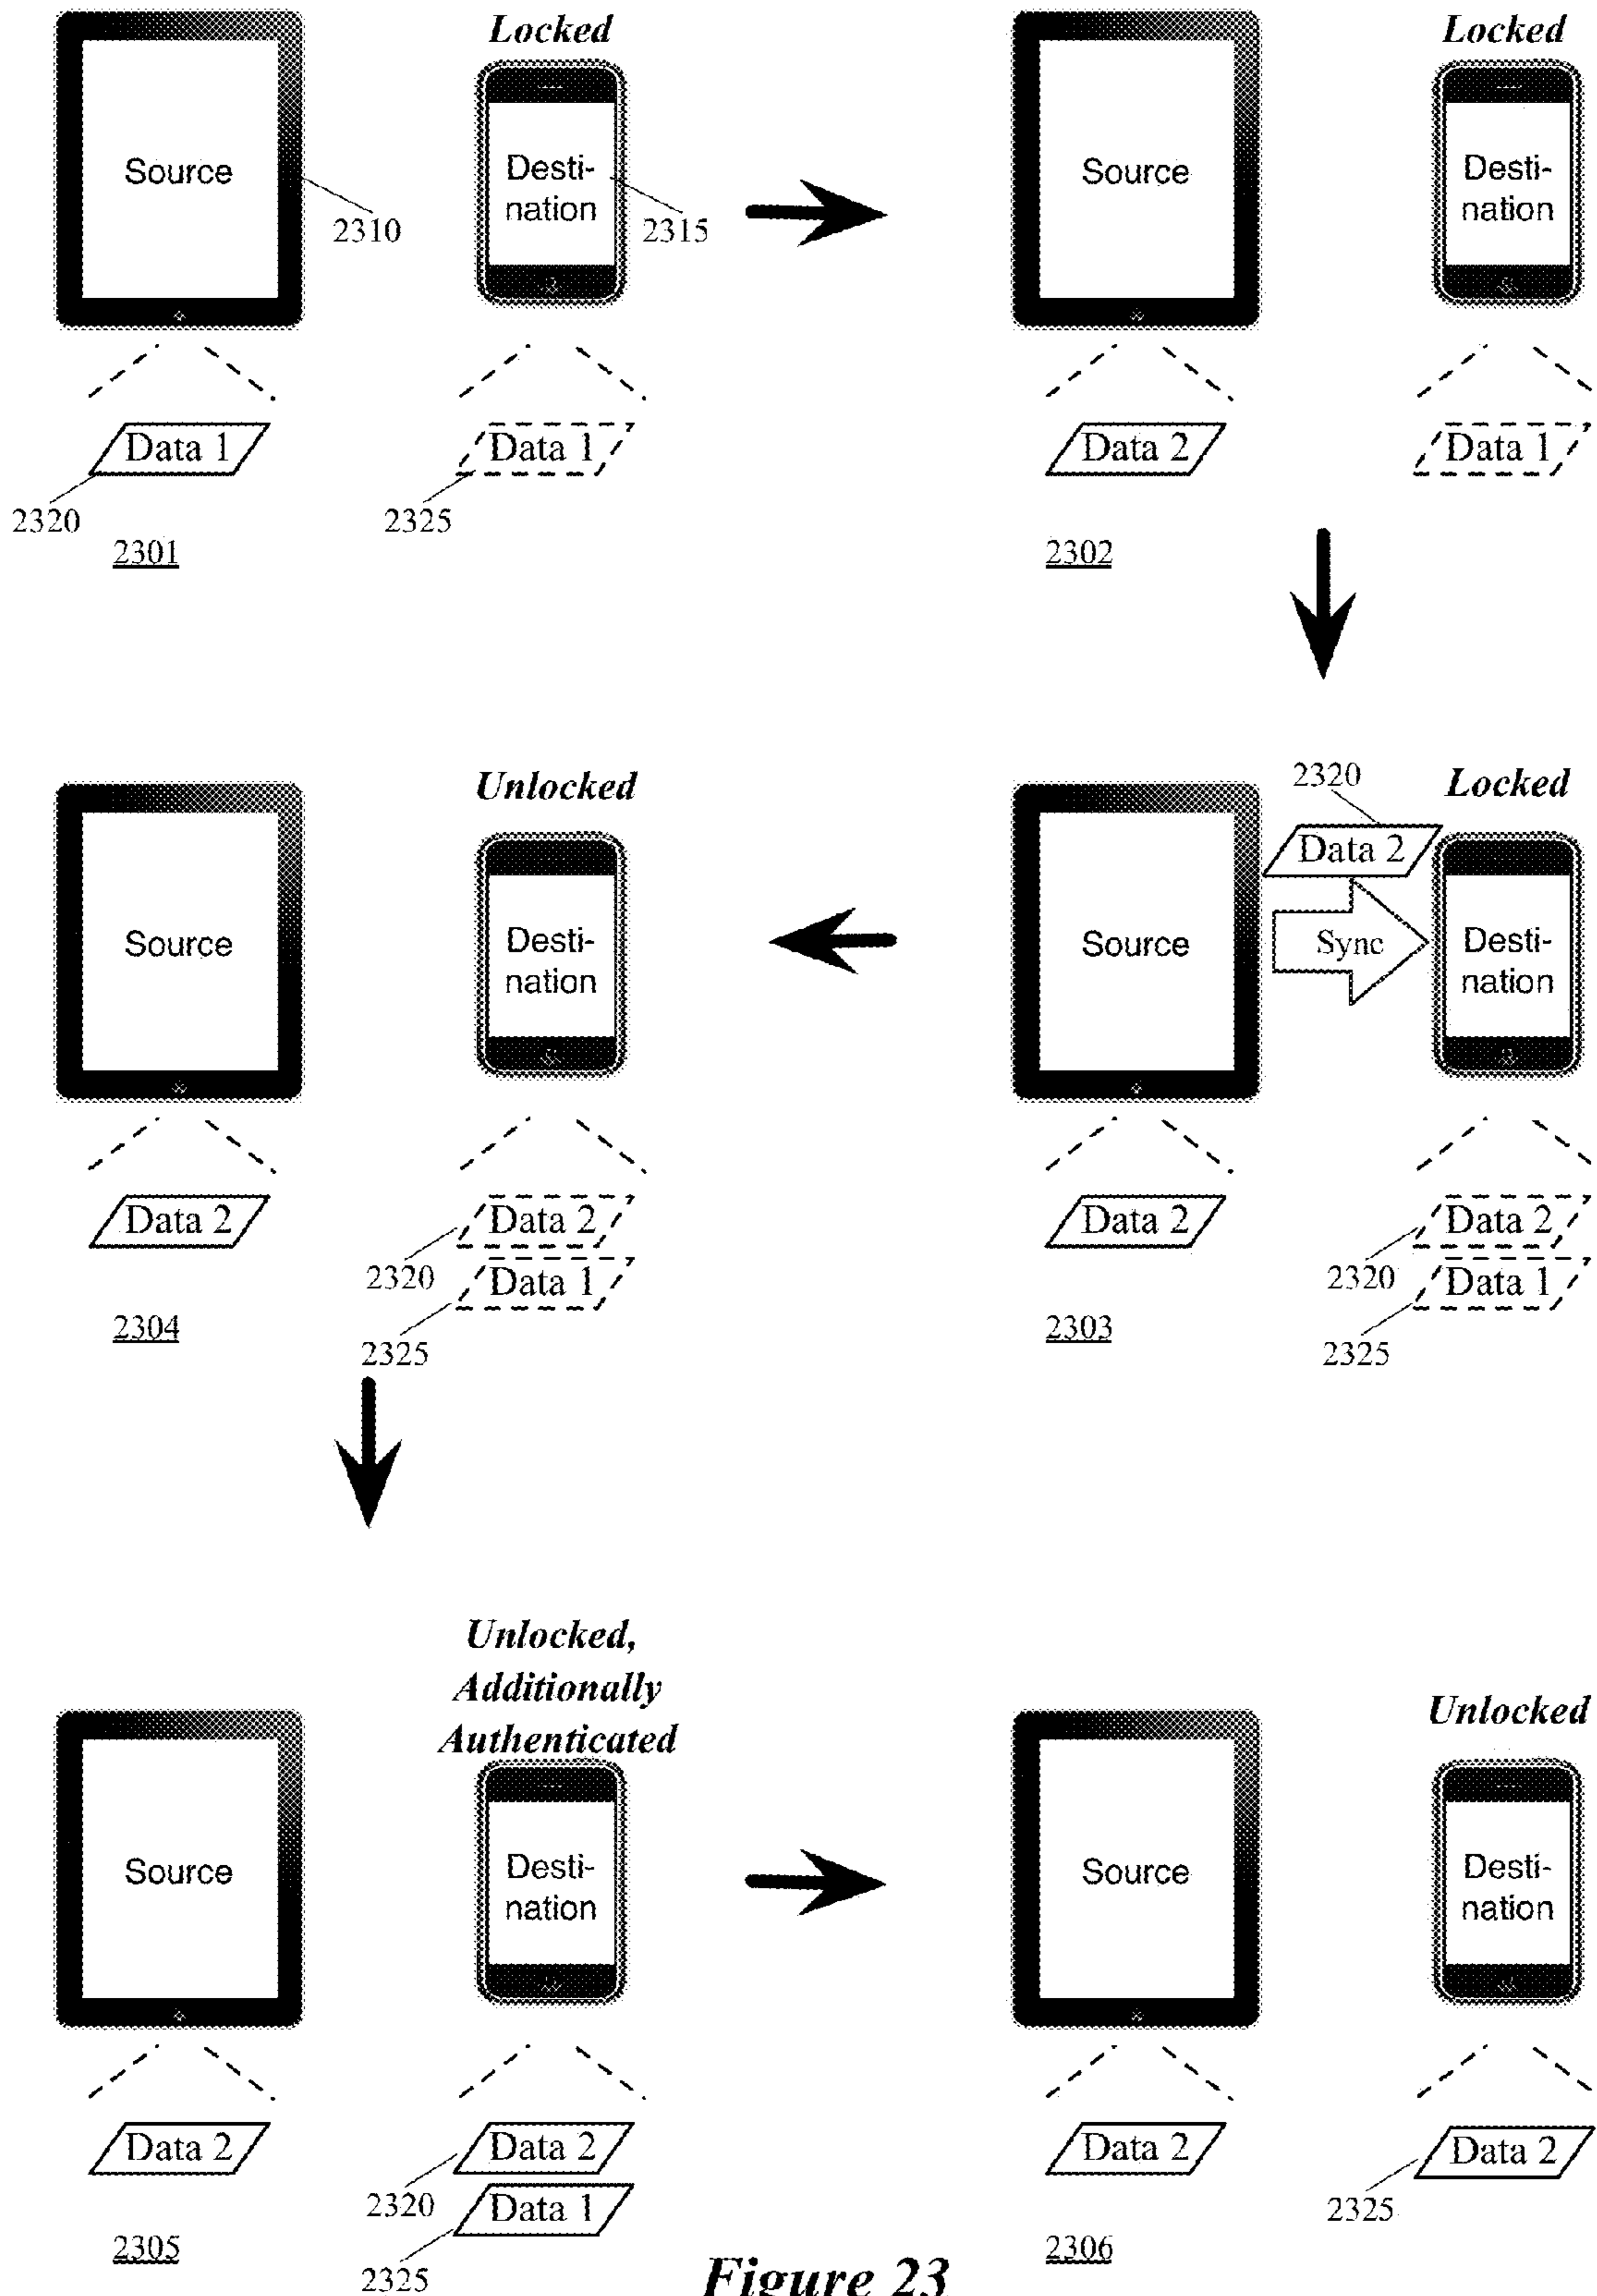 Locked
Source
Desti-
nation
2310
2315
Data 1
Data 1
2320
2325
2301
Locked
Source
Desti-
nation
Data 2
Data 1
2302
2320
Locked
Data 2
Source
Sync
Desti-
nation
Data 2
Data 2
2320
Data 1
2303
2325
Unlocked
Source
Desti-
nation
Data 2
Data 2
2320
Data 1
2304
2325
Unlocked,
Additionally
Authenticated
Source
Desti-
nation
Data 2
Data 2
2320
Data 1
2305
2325
Unlocked
Source
Desti-
nation
Data 2
Data 2
2325
2306
Figure 23